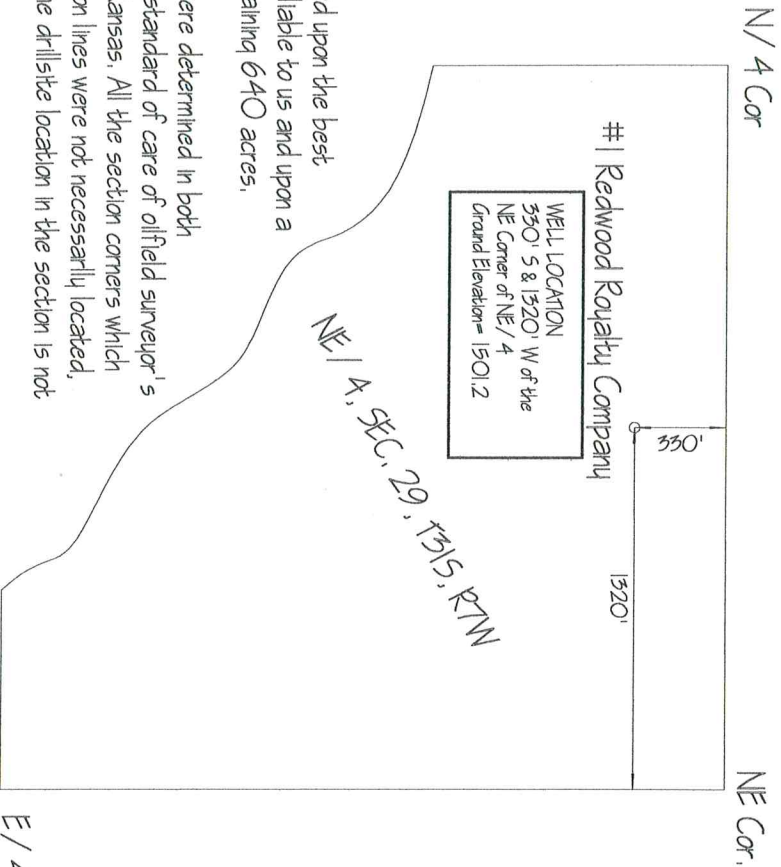 N/4 Cor
NE Cor.
#1 Redwood Royalty Company
WELL LOCATION
330' S & 1320' W of the
NE Corner of NE/4
Ground Elevation= 1501.2
330'
1320'
NE/4, SEC. 29, T31S, R7W
d upon the best
liable to us and upon a
aining 640 acres.
ere determined in both
standard of care of oilfield surveyor's
ansas. All the section corners which
on lines were not necessarily located,
ne drillsite location in the section is not
E/4